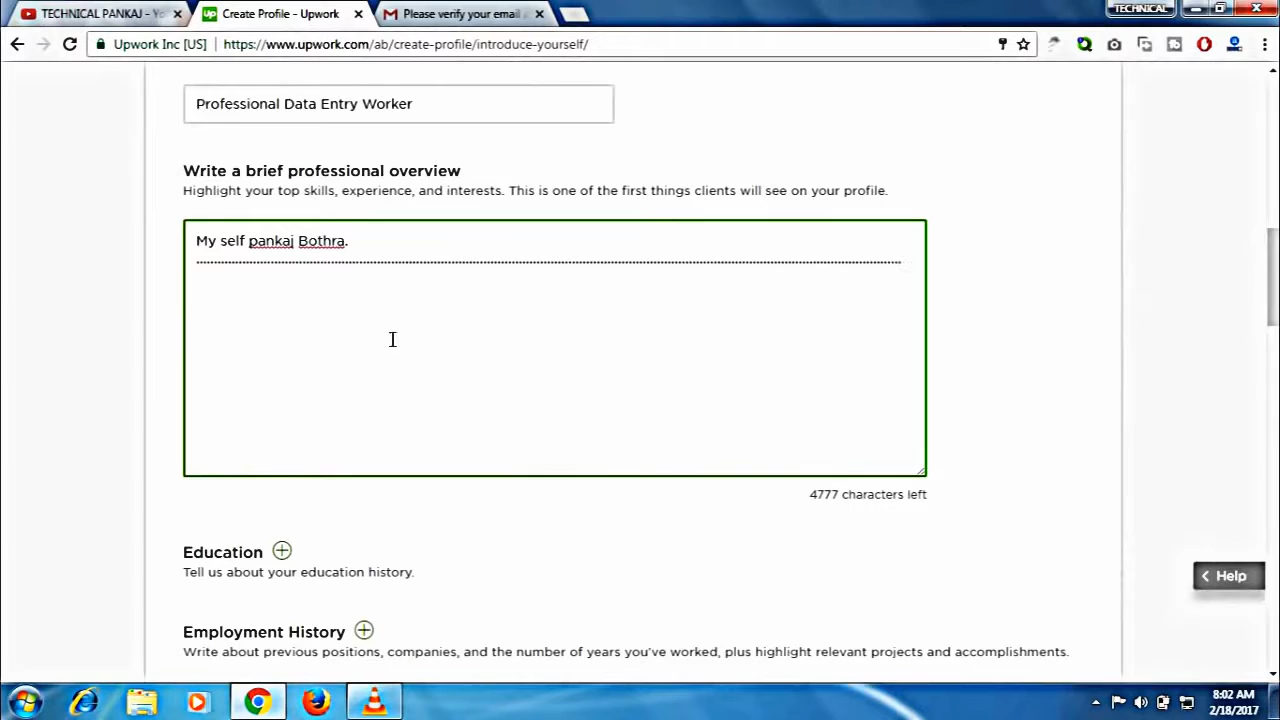 TECHNICAL PANKAJ - Yo
Create Profile - Upwork
Please verify your email
TECHNICAL
Upwork Inc [US]
https://www.upwork.com/ab/create-profile/introduce-yourself/
Professional Data Entry Worker
Write a brief professional overview
Highlight your top skills, experience, and interests. This is one of the first things clients will see on your profile.
My self pankaj Bothra.
4777 characters left
Education
Tell us about your education history.
Help
Employment History
Write about previous positions, companies, and the number of years you've worked, plus highlight relevant projects and accomplishments.
8:02 AM
2/18/2017